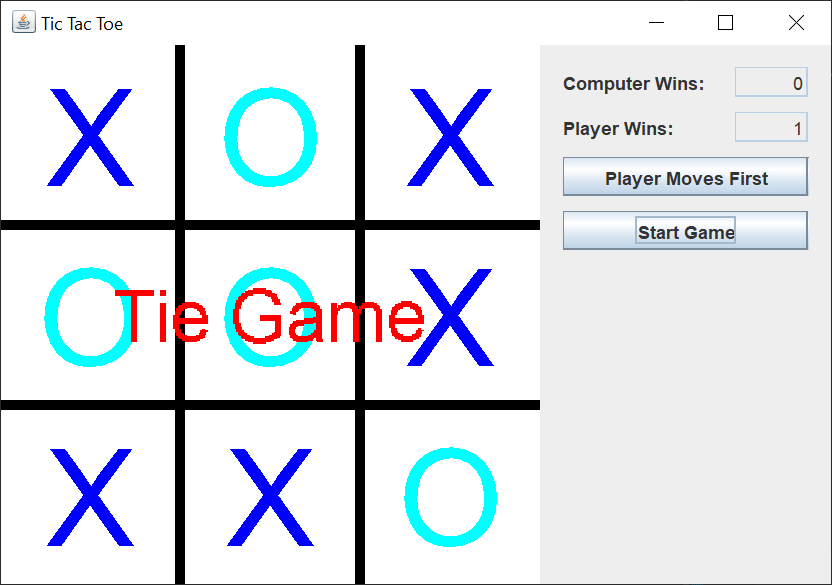 Tic Tac Toe
X O X
O O X
Tie Game
X X O
Computer Wins: 0
Player Wins: 1
Player Moves First
Start Game